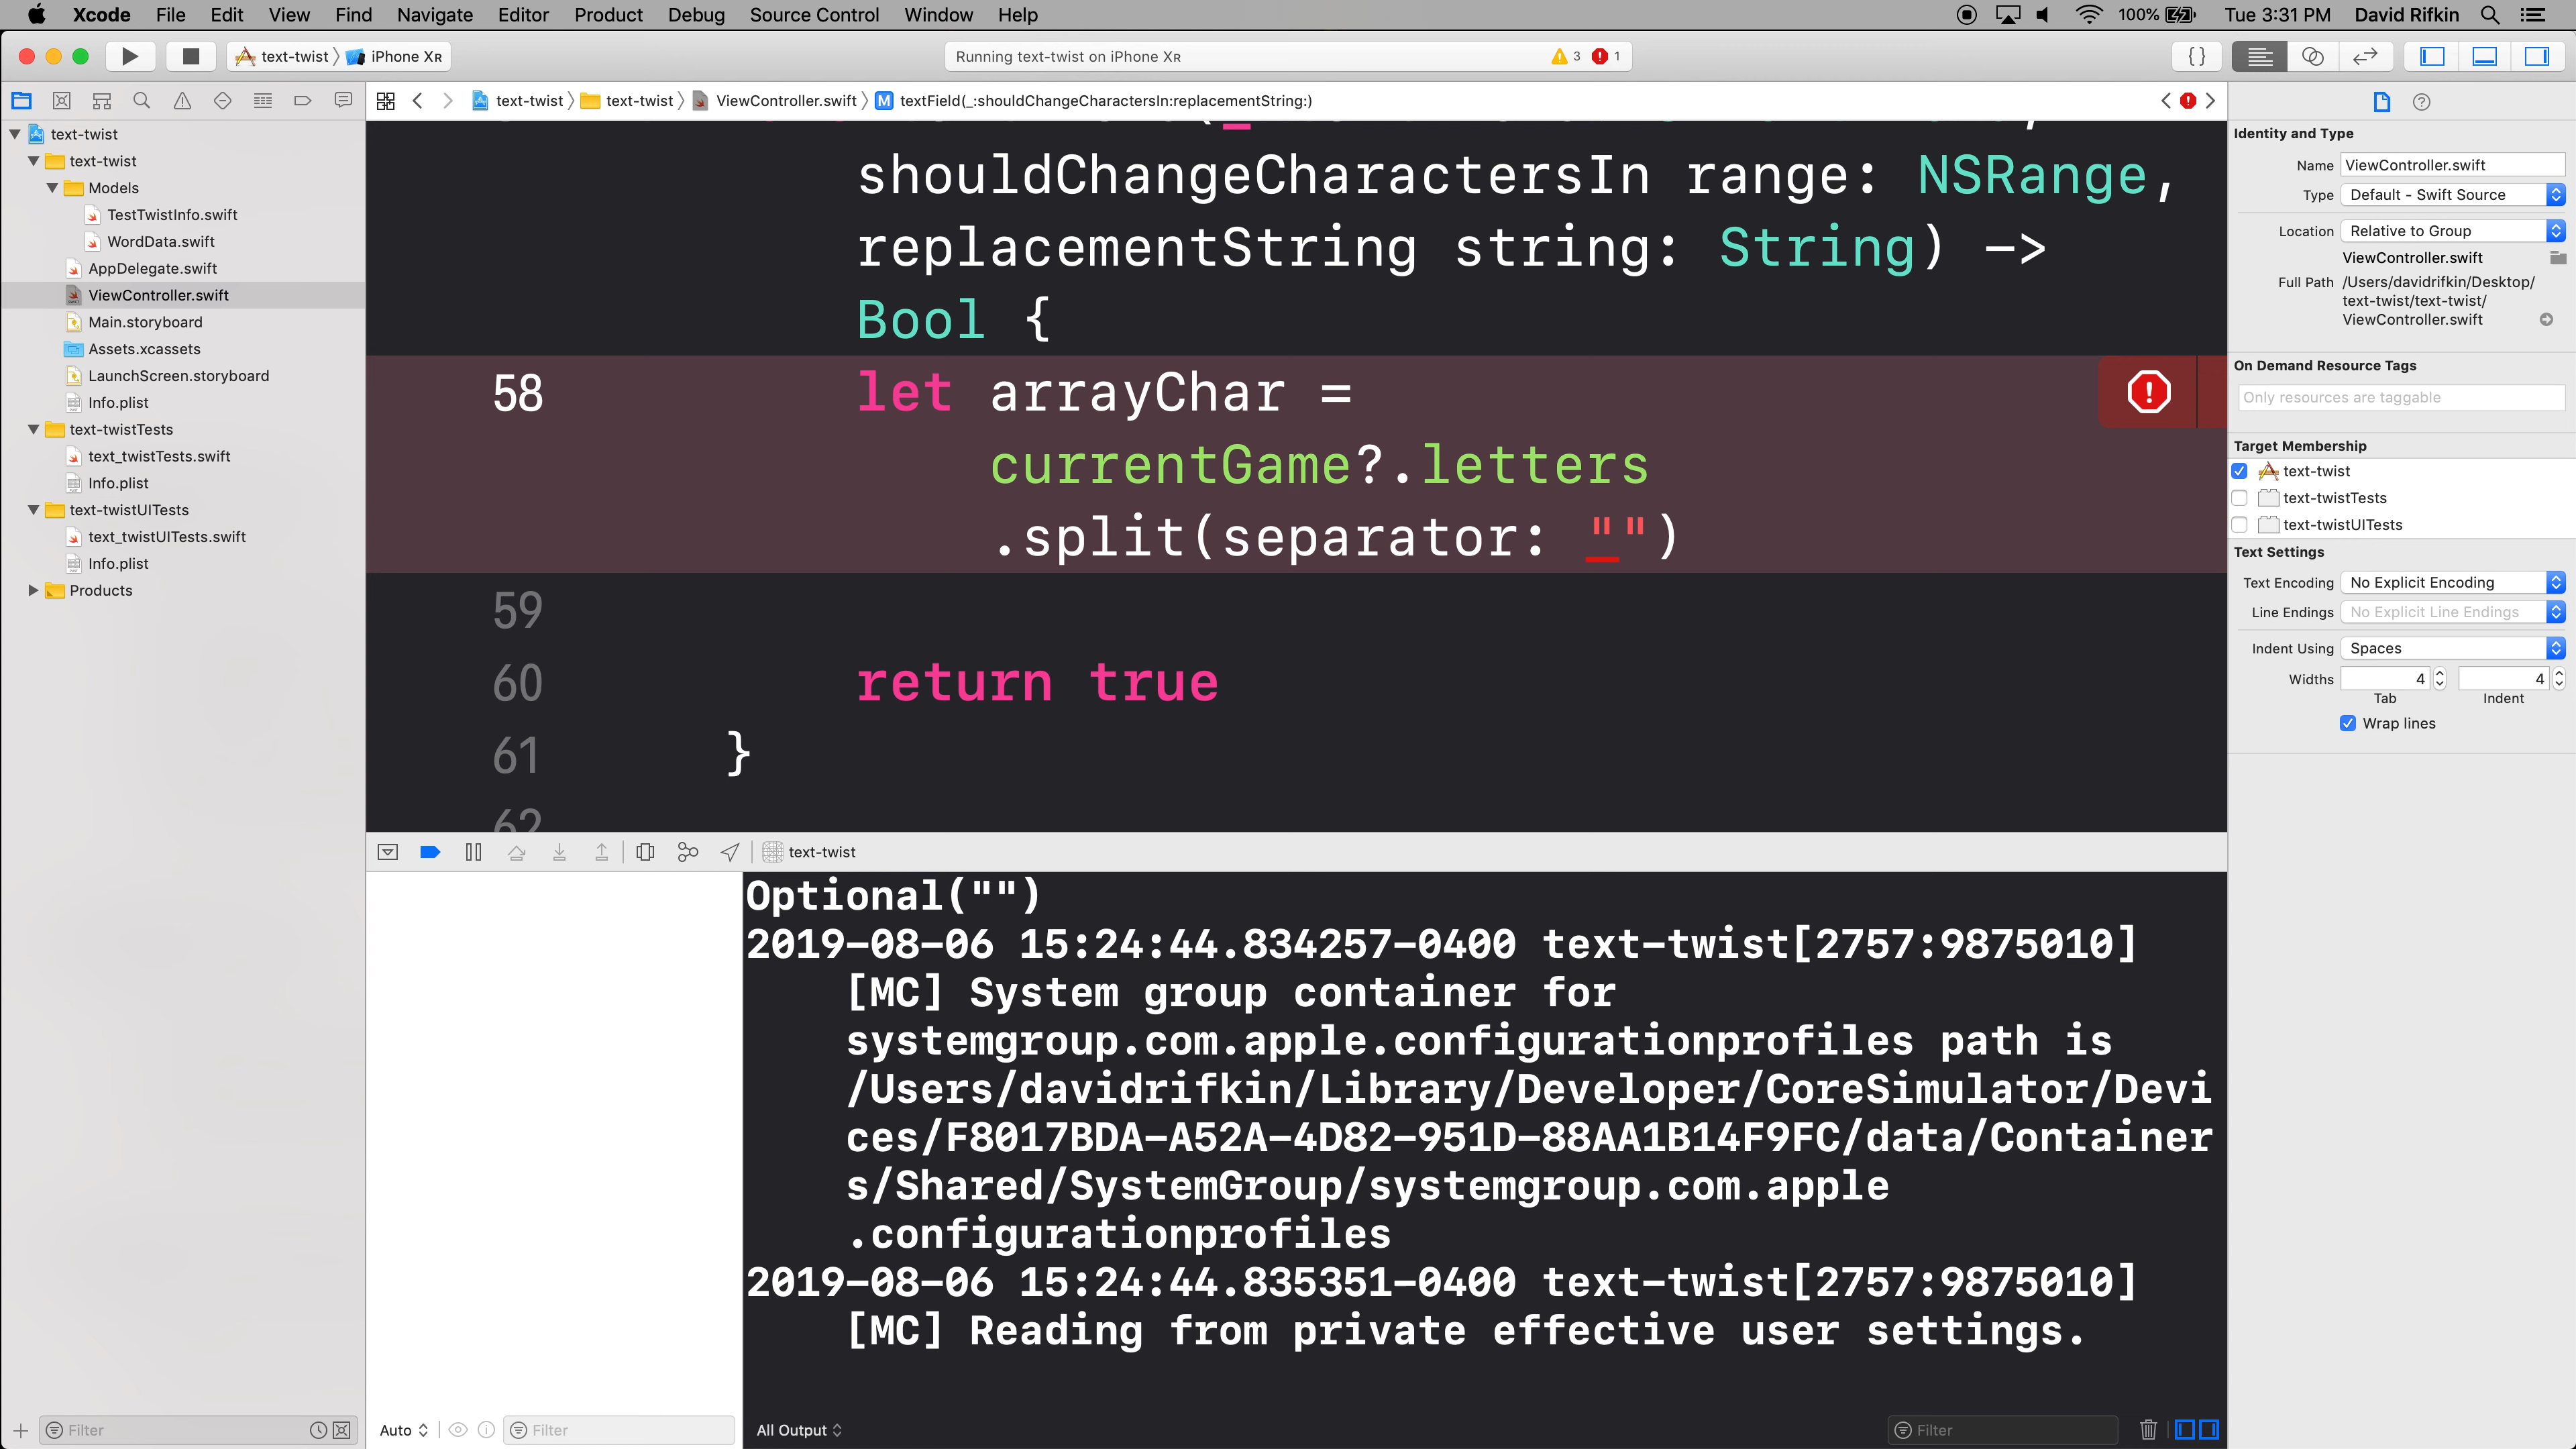 Xcode File Edit View Find Navigate Editor Product Debug Source Control Window Help 100% Tue 3:31 PM David Rifkin
text-twist iPhone XR Running text-twist on iPhone XR 3 1 {}
text-twist text-twist ViewController.swift M textField(_:shouldChangeCharactersIn:replacementString:)
text-twist
text-twist
Models
TestTwistInfo.swift
WordData.swift
AppDelegate.swift
ViewController.swift
Main.storyboard
Assets.xcassets
LaunchScreen.storyboard
Info.plist
text-twistTests
text_twistTests.swift
Info.plist
text-twistUITests
text_twistUITests.swift
Info.plist
Products
Filter
shouldChangeCharactersIn range: NSRange,
replacementString string: String) ->
Bool {
58 let arrayChar =
currentGame?.letters
.split(separator: "")
59
60 return true
61 }
62
text-twist
Optional("")
2019-08-06 15:24:44.834257-0400 text-twist[2757:9875010]
[MC] System group container for
systemgroup.com.apple.configurationprofiles path is
/Users/davidrifkin/Library/Developer/CoreSimulator/Devi
ces/F8017BDA-A52A-4D82-951D-88AA1B14F9FC/data/Container
s/Shared/SystemGroup/systemgroup.com.apple
.configurationprofiles
2019-08-06 15:24:44.835351-0400 text-twist[2757:9875010]
[MC] Reading from private effective user settings.
Auto Filter All Output Filter
Identity and Type
Name ViewController.swift
Type Default - Swift Source
Location Relative to Group
ViewController.swift
Full Path /Users/davidrifkin/Desktop/
text-twist/text-twist/
ViewController.swift
On Demand Resource Tags
Only resources are taggable
Target Membership
text-twist
text-twistTests
text-twistUITests
Text Settings
Text Encoding No Explicit Encoding
Line Endings No Explicit Line Endings
Indent Using Spaces
Widths 4 4
Tab Indent
Wrap lines